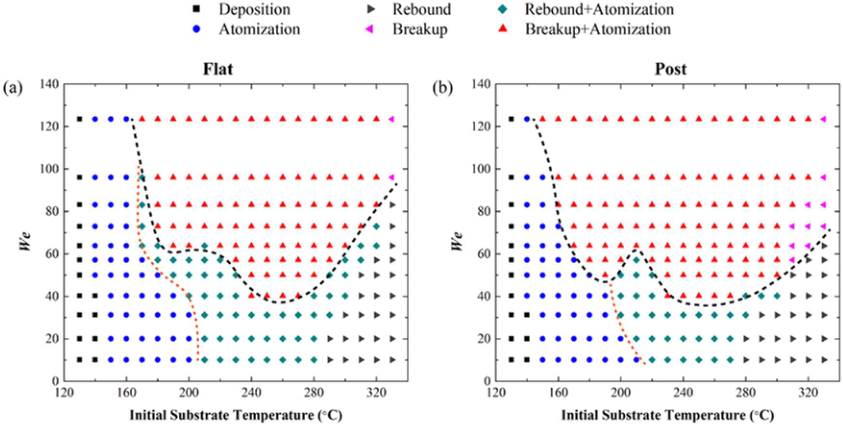 Deposition Rebound Rebound+Atomization
Atomization Breakup Breakup+Atomization
(a) Flat
140
120
100
80
60
40
20
0
We
120 160 200 240 280 320
Initial Substrate Temperature (°C)
(b) Post
140
120
100
80
60
40
20
0
We
120 160 200 240 280 320
Initial Substrate Temperature (°C)